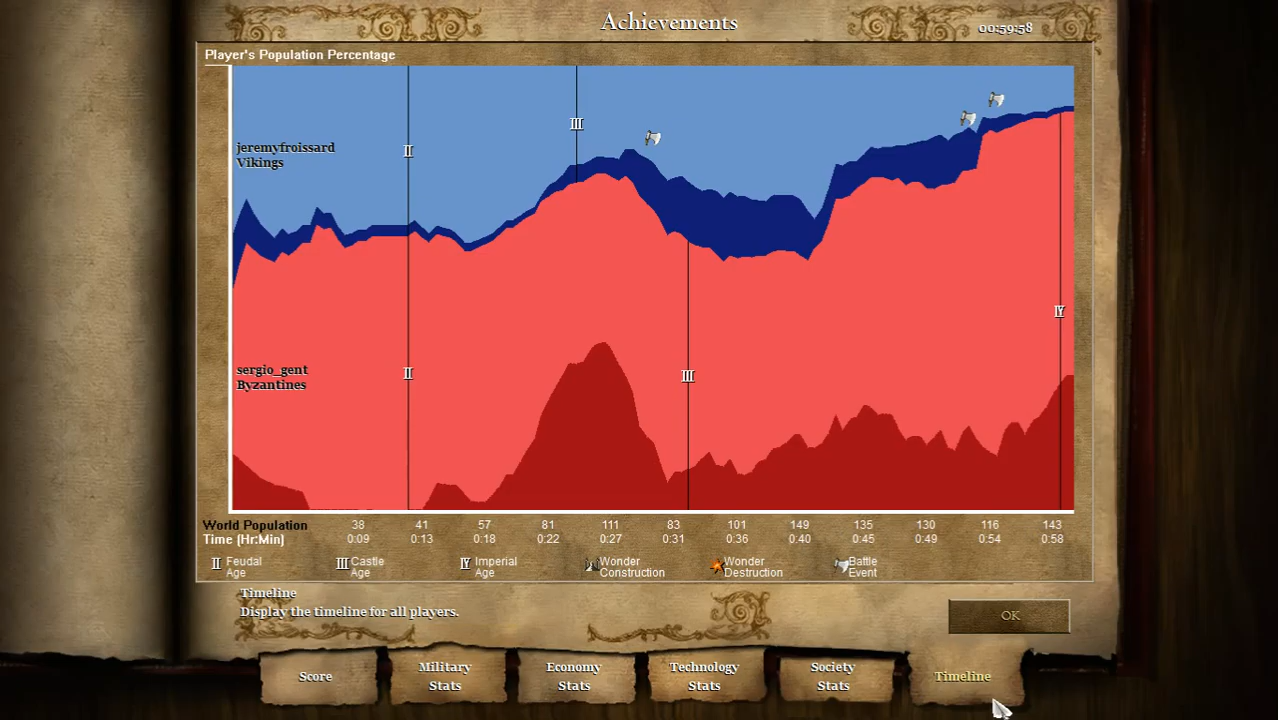 Achievements
00:59:58
Player's Population Percentage
jeremyfroissard
Vikings
II
III
sergio_gent
Byzantines
II
III
IV
World Population 38 41 57 81 111 83 101 149 135 130 116 143
Time (Hr:Min) 0:09 0:13 0:18 0:22 0:27 0:31 0:36 0:40 0:45 0:49 0:54 0:58
II Feudal Age
III Castle Age
IV Imperial Age
Wonder Construction
Wonder Destruction
Battle Event
Timeline
Display the timeline for all players.
OK
Score
Military Stats
Economy Stats
Technology Stats
Society Stats
Timeline